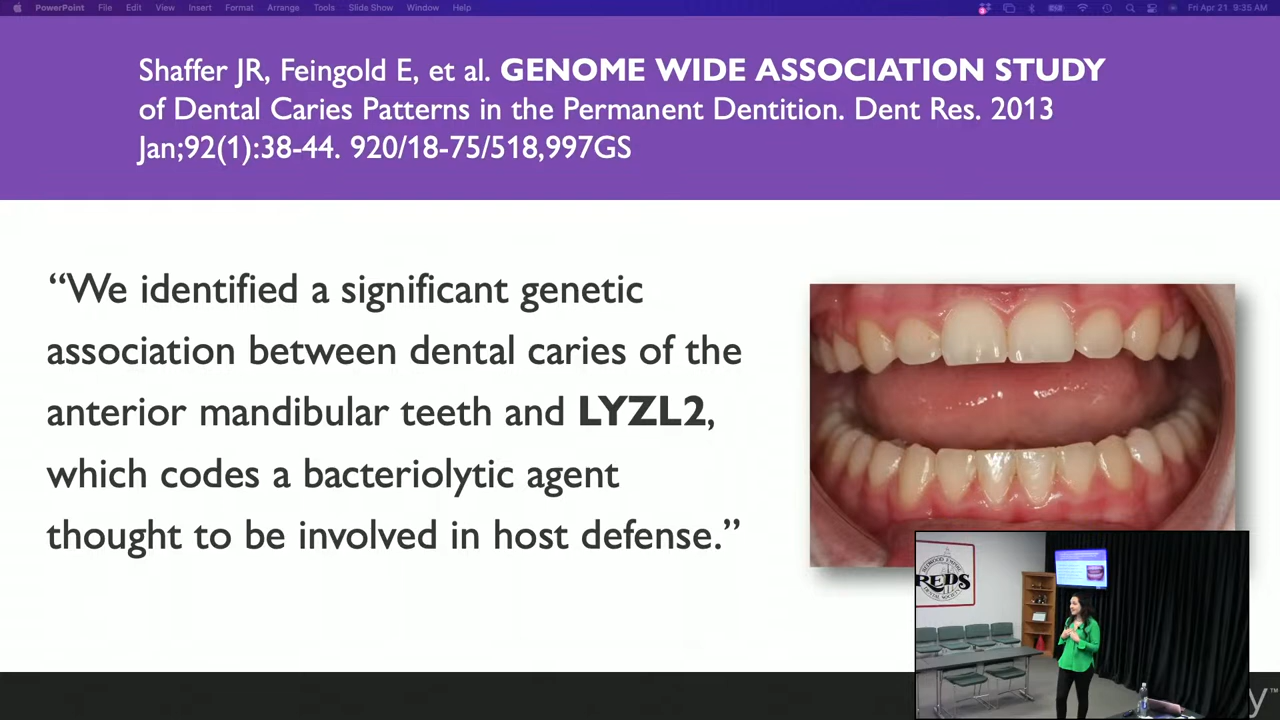 PowerPoint File Edit View Insert Format Arrange Tools Slide Show Window Help Fri Apr 21 9:35 AM
Shaffer JR, Feingold E, et al. GENOME WIDE ASSOCIATION STUDY
of Dental Caries Patterns in the Permanent Dentition. Dent Res. 2013
Jan;92(1):38-44. 920/18-75/518,997GS
“We identified a significant genetic
association between dental caries of the
anterior mandibular teeth and LYZL2,
which codes a bacteriolytic agent
thought to be involved in host defense.”
REDS
y™